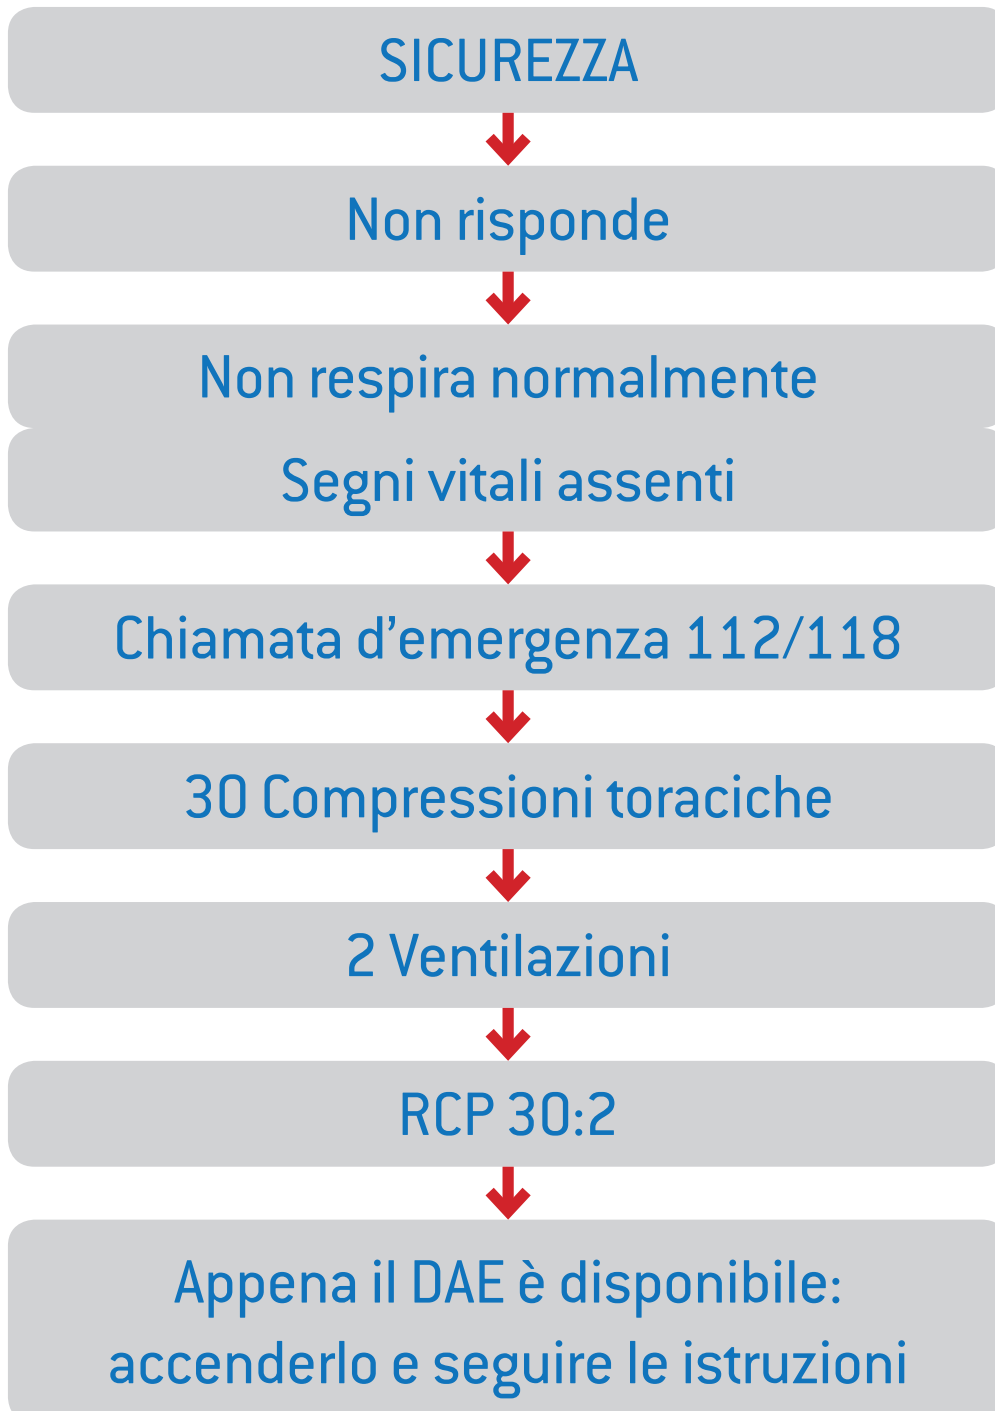 SICUREZZA
Non risponde
Non respira normalmente
Segni vitali assenti
Chiamata d’emergenza 112/118
30 Compressioni toraciche
2 Ventilazioni
RCP 30:2
Appena il DAE è disponibile:
accenderlo e seguire le istruzioni